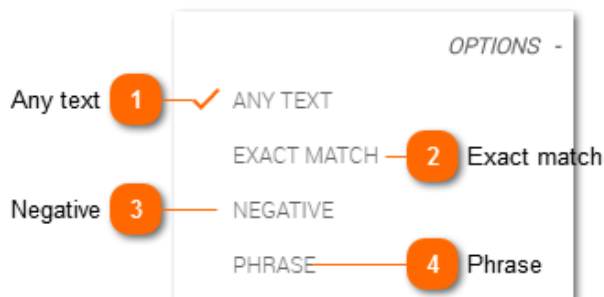 OPTIONS -
Any text 1 ANY TEXT
EXACT MATCH 2 Exact match
Negative 3 NEGATIVE
PHRASE 4 Phrase